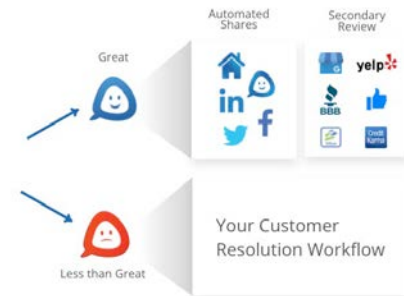 Automated
Shares
Secondary
Review
Great
yelp
in
BBB
f
Credit
Karma
Less than Great
Your Customer
Resolution Workflow